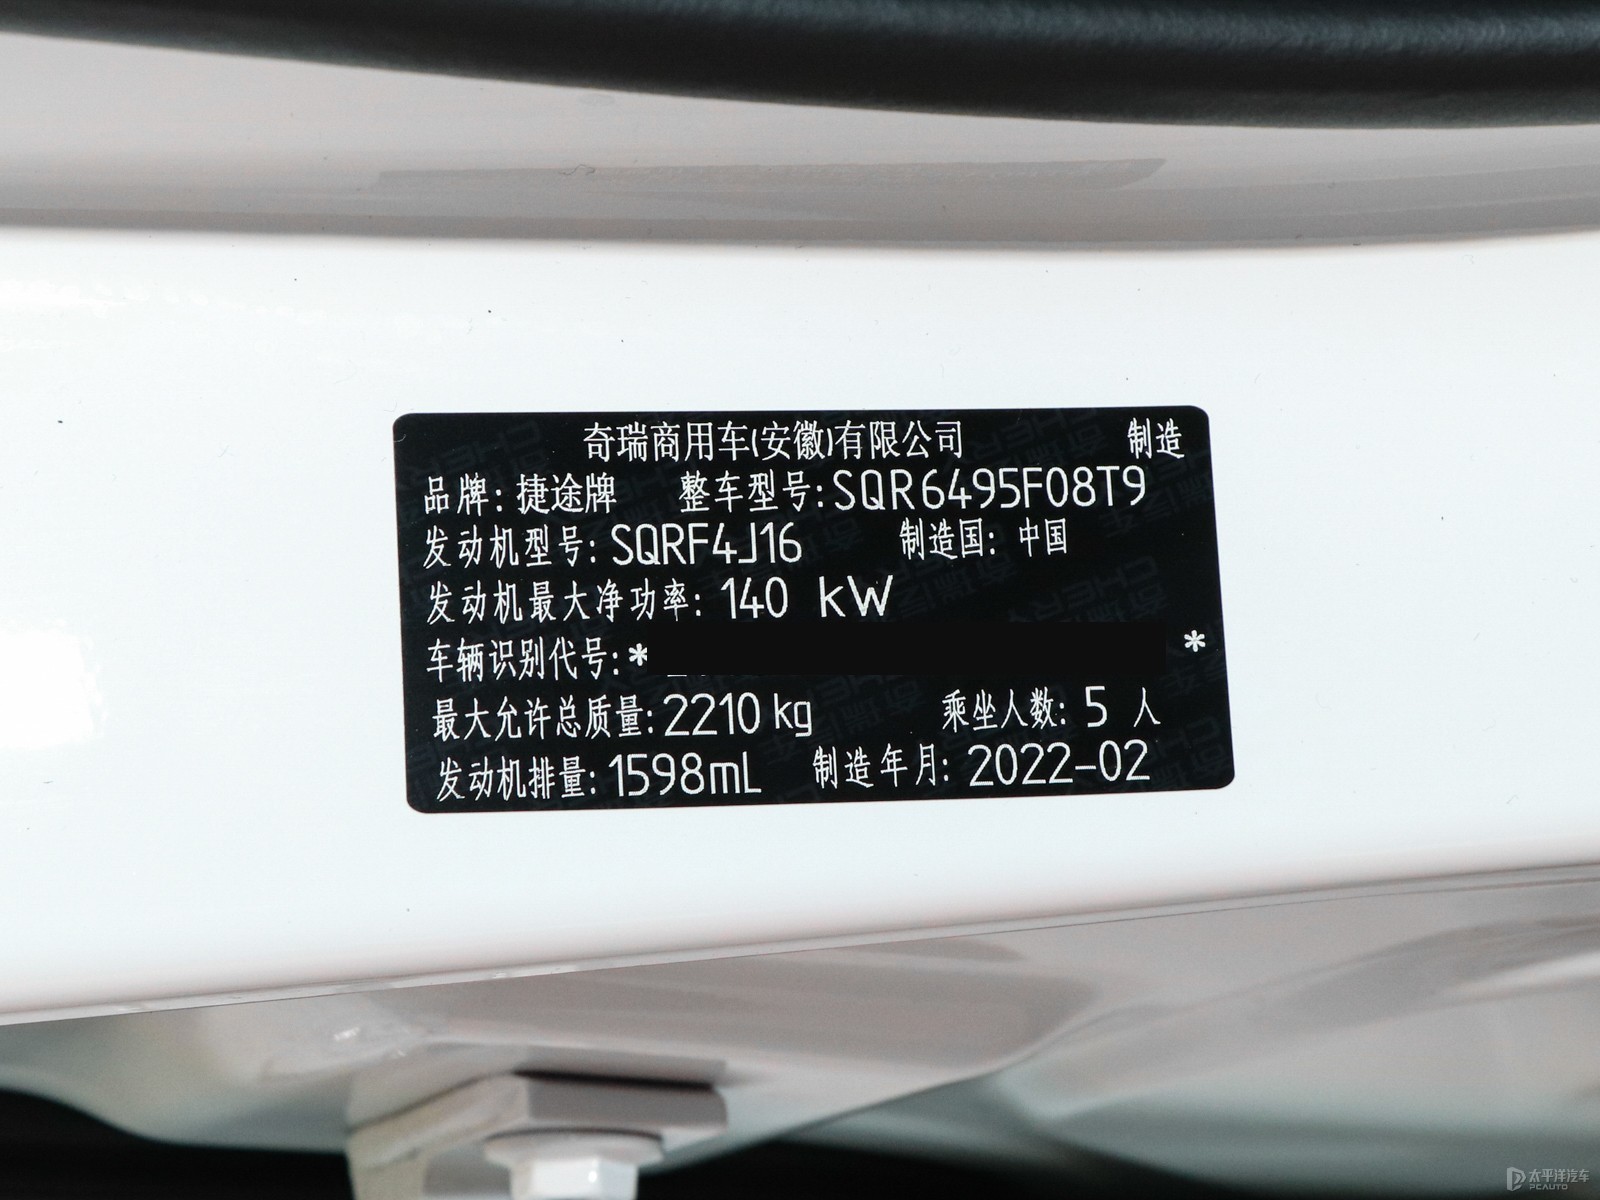 奇瑞商用车(安徽)有限公司 制造
品牌: 捷途牌 整车型号: SQR6495F08T9
发动机型号: SQRF4J16 制造国: 中国
发动机最大净功率: 140 kW
车辆识别代号: * *
最大允许总质量: 2210 kg 乘坐人数: 5 人
发动机排量: 1598mL 制造年月: 2022-02
太平洋汽车
PCAUTO